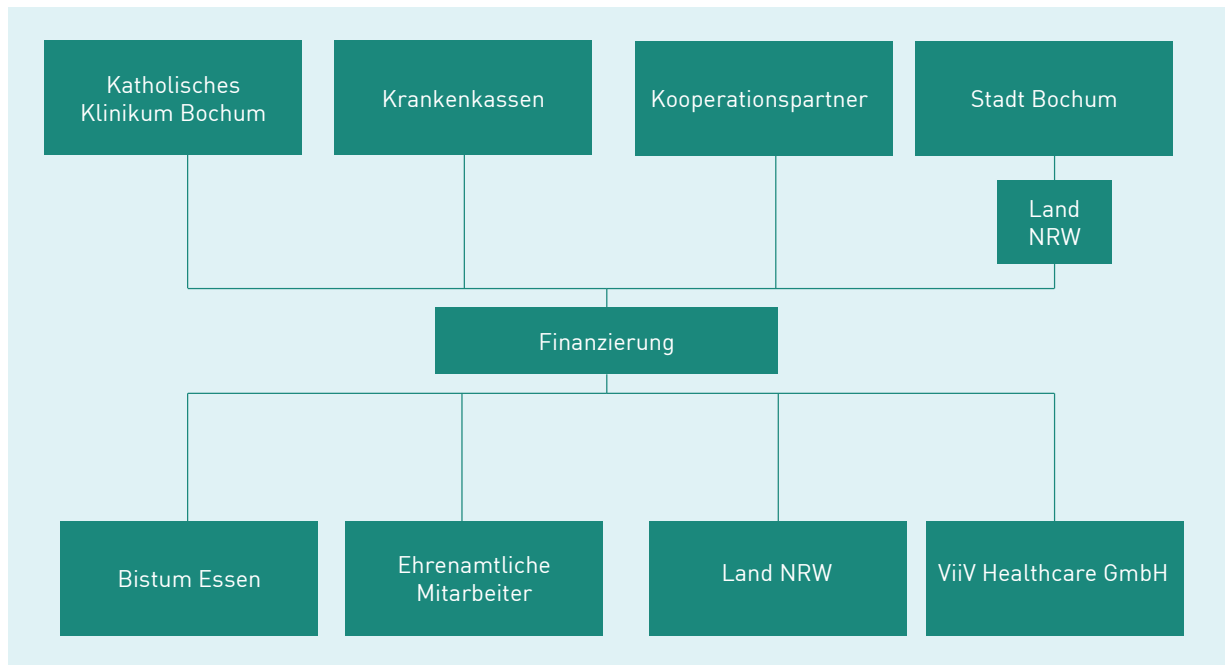 Katholisches
Klinikum Bochum
Krankenkassen
Kooperationspartner
Stadt Bochum
Land
NRW
Finanzierung
Bistum Essen
Ehrenamtliche
Mitarbeiter
Land NRW
ViiV Healthcare GmbH